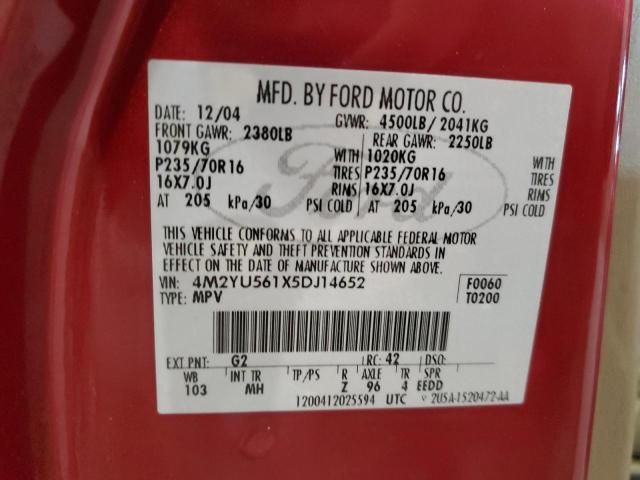 MFD. BY FORD MOTOR CO.
DATE: 12/04 GVWR: 4500LB/ 2041KG
FRONT GAWR: 2380LB REAR GAWR: 2250LB
1079KG WITH 1020KG WITH
P235/70R16 TIRES P235/70R16 TIRES
16X7.0J RIMS 16X7.0J RIMS
AT 205 kPa/30 PSI COLD AT 205 kPa/30 PSI COLD
Ford
THIS VEHICLE CONFORMS TO ALL APPLICABLE FEDERAL MOTOR
VEHICLE SAFETY AND THEFT PREVENTION STANDARDS IN
EFFECT ON THE DATE OF MANUFACTURE SHOWN ABOVE.
VIN: 4M2YU561X5DJ14652 F0060
TYPE: MPV T0200
EXT PNT: G2 RC: 42 DSO:
WB INT TR TP/PS R AXLE TR SPR
103 MH Z 96 4 EEDD
1200412025594 UTC 2U5A-1520472-AA